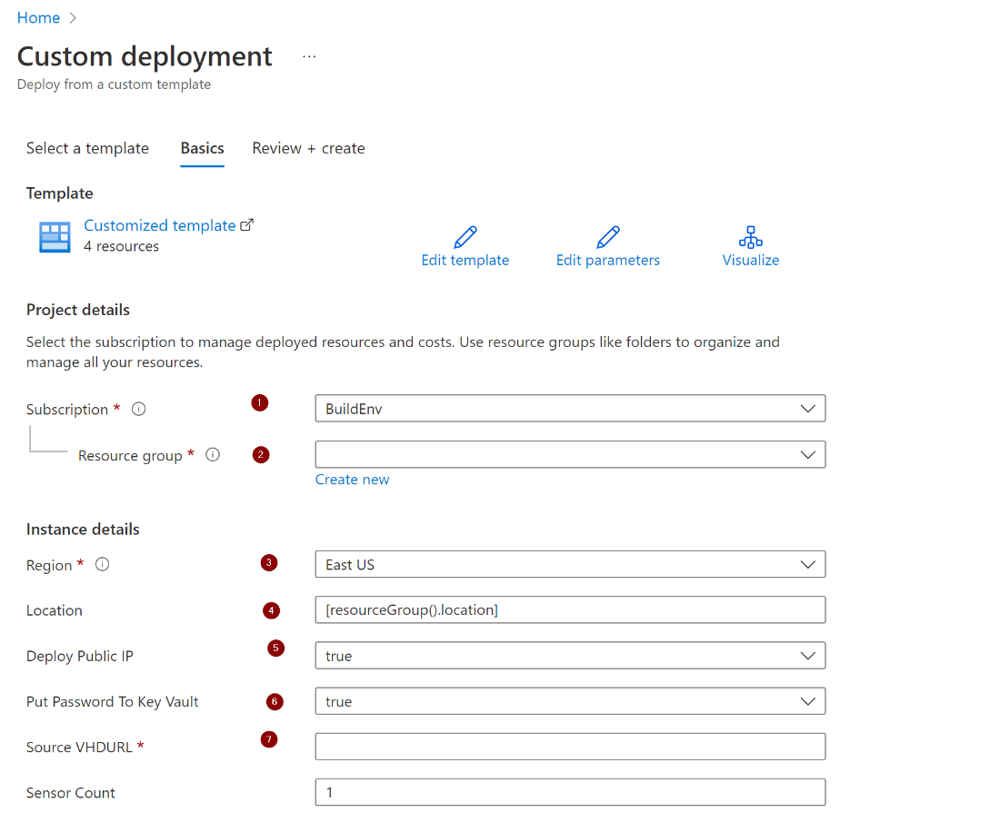 Home
Custom deployment ...
Deploy from a custom template
Select a template Basics Review + create
Template
Customized template
4 resources
Edit template Edit parameters Visualize
Project details
Select the subscription to manage deployed resources and costs. Use resource groups like folders to organize and
manage all your resources.
Subscription * 1 BuildEnv
Resource group * 2
Create new
Instance details
Region * 3 East US
Location 4 [resourceGroup().location]
Deploy Public IP 5 true
Put Password To Key Vault 6 true
Source VHDURL * 7
Sensor Count 1